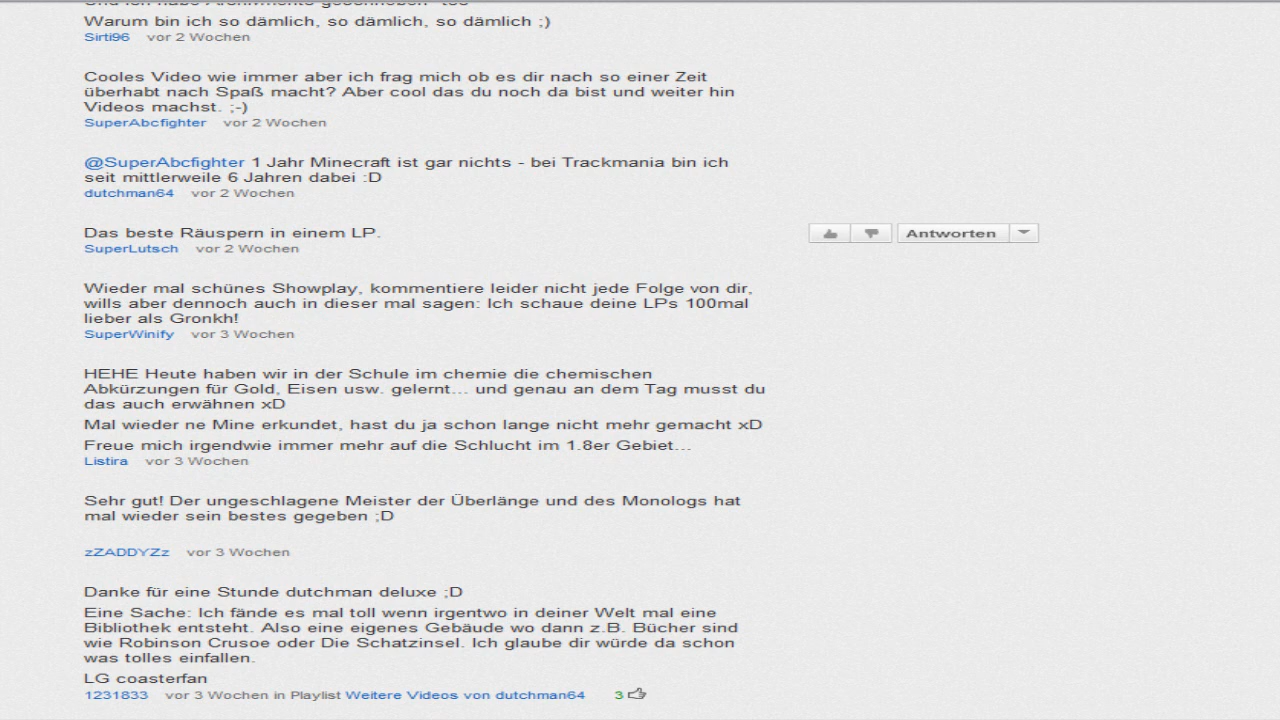 Warum bin ich so dämlich, so dämlich, so dämlich ;)
Sirti96 vor 2 Wochen
Cooles Video wie immer aber ich frag mich ob es dir nach so einer Zeit
überhabt nach Spaß macht? Aber cool das du noch da bist und weiter hin
Videos machst. ;-)
SuperAbcfighter vor 2 Wochen
@SuperAbcfighter 1 Jahr Minecraft ist gar nichts - bei Trackmania bin ich
seit mittlerweile 6 Jahren dabei :D
dutchman64 vor 2 Wochen
Das beste Räuspern in einem LP.
Antworten
SuperLutsch vor 2 Wochen
Wieder mal schünes Showplay, kommentiere leider nicht jede Folge von dir,
wills aber dennoch auch in dieser mal sagen: Ich schaue deine LPs 100mal
lieber als Gronkh!
SuperWinify vor 3 Wochen
HEHE Heute haben wir in der Schule im chemie die chemischen
Abkürzungen für Gold, Eisen usw. gelernt... und genau an dem Tag musst du
das auch erwähnen xD
Mal wieder ne Mine erkundet, hast du ja schon lange nicht mehr gemacht xD
Freue mich irgendwie immer mehr auf die Schlucht im 1.8er Gebiet...
Listira vor 3 Wochen
Sehr gut! Der ungeschlagene Meister der Überlänge und des Monologs hat
mal wieder sein bestes gegeben ;D
zZADDYZz vor 3 Wochen
Danke für eine Stunde dutchman deluxe ;D
Eine Sache: Ich fände es mal toll wenn irgentwo in deiner Welt mal eine
Bibliothek entsteht. Also eine eigenes Gebäude wo dann z.B. Bücher sind
wie Robinson Crusoe oder Die Schatzinsel. Ich glaube dir würde da schon
was tolles einfallen.
LG coasterfan
1231833 vor 3 Wochen in Playlist Weitere Videos von dutchman64 3